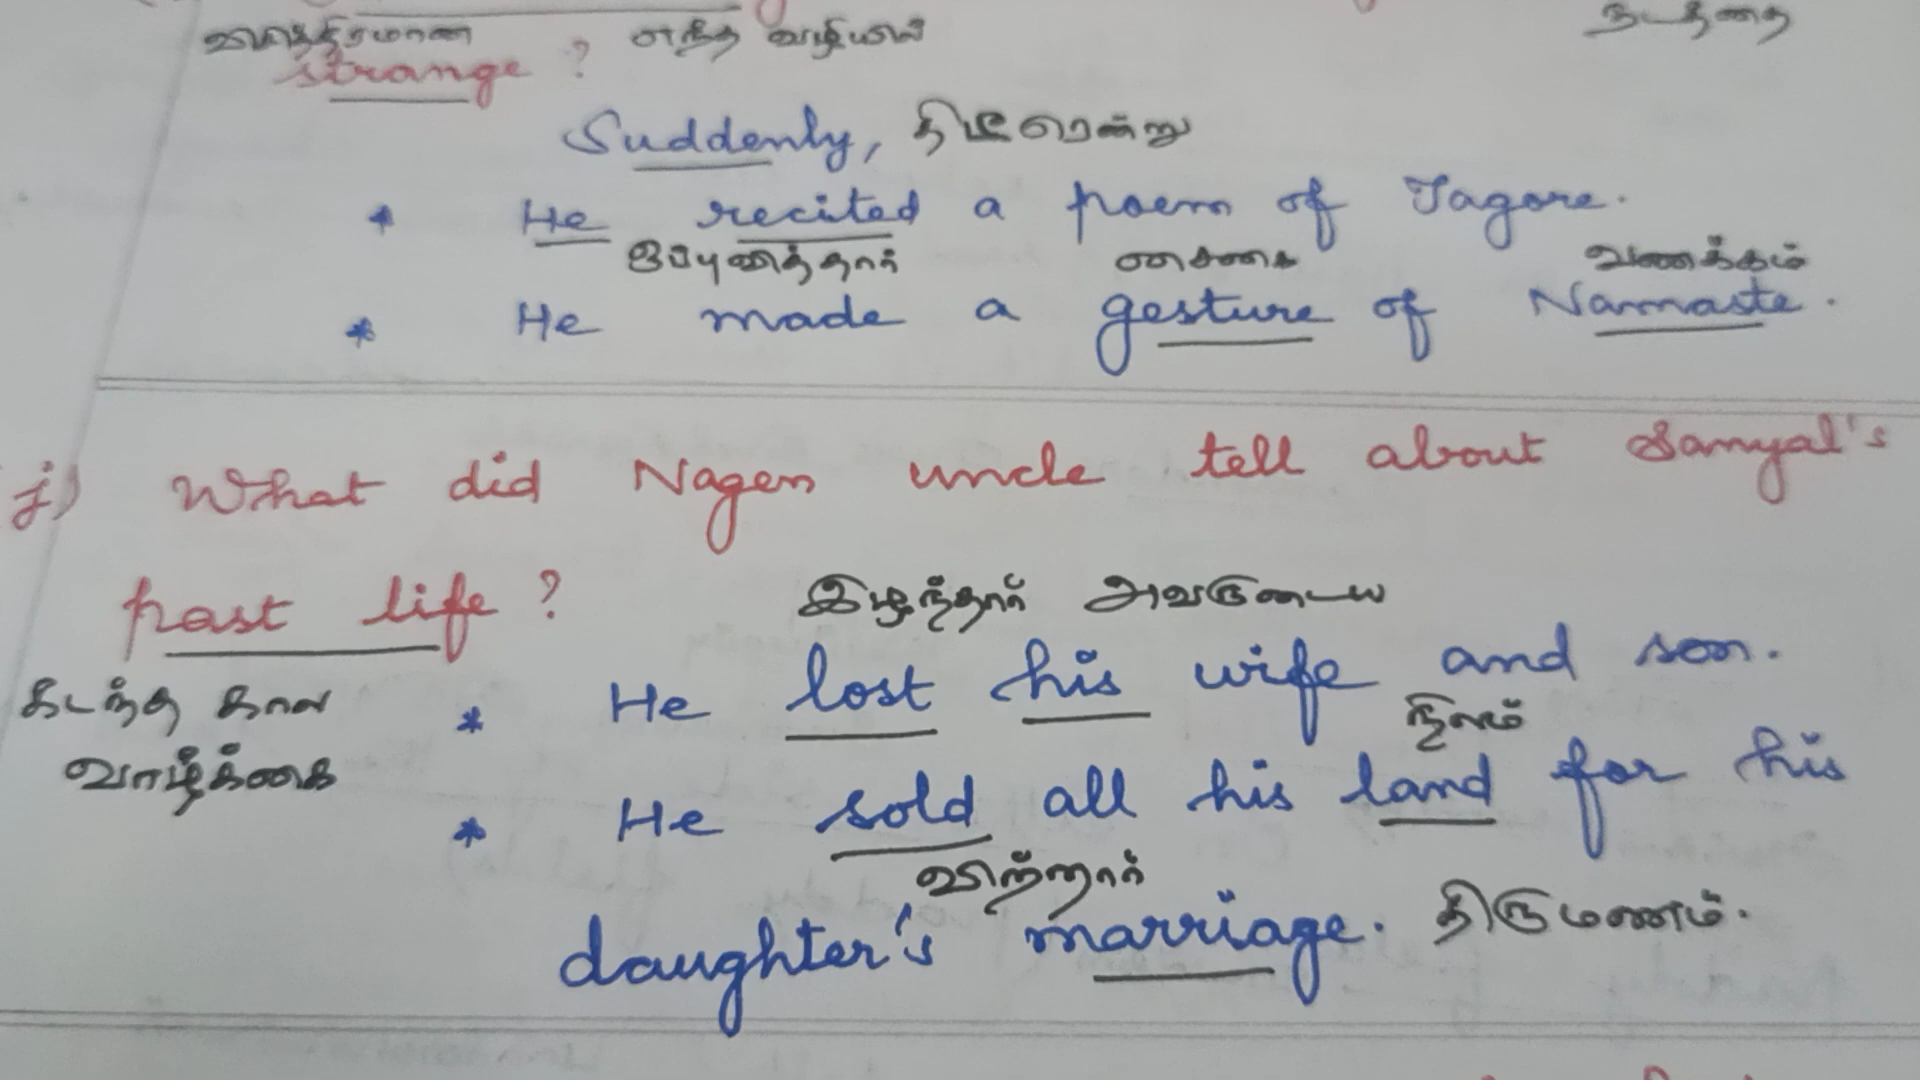 விசித்திரமான எந்த வழியில் நடத்தை
strange ?
Suddenly, திடீரென்று
* He recited a poem of Tagore.
ஒப்புவித்தார் சைகை வணக்கம்
* He made a gesture of Namaste.
j) What did Nagen uncle tell about Sanyal's
past life ? இழந்தார் அவருடைய
* He lost his wife and son.
கடந்த கால நிலம்
வாழ்க்கை
* He sold all his land for his
விற்றார்
daughter's marriage. திருமணம்.